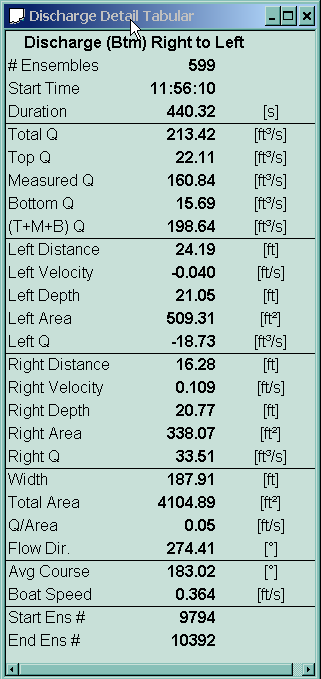 Discharge Detail Tabular
Discharge (Btm) Right to Left
# Ensembles 599
Start Time 11:56:10
Duration 440.32 [s]
Total Q 213.42 [ft³/s]
Top Q 22.11 [ft³/s]
Measured Q 160.84 [ft³/s]
Bottom Q 15.69 [ft³/s]
(T+M+B) Q 198.64 [ft³/s]
Left Distance 24.19 [ft]
Left Velocity -0.040 [ft/s]
Left Depth 21.05 [ft]
Left Area 509.31 [ft²]
Left Q -18.73 [ft³/s]
Right Distance 16.28 [ft]
Right Velocity 0.109 [ft/s]
Right Depth 20.77 [ft]
Right Area 338.07 [ft²]
Right Q 33.51 [ft³/s]
Width 187.91 [ft]
Total Area 4104.89 [ft²]
Q/Area 0.05 [ft/s]
Flow Dir. 274.41 [°]
Avg Course 183.02 [°]
Boat Speed 0.364 [ft/s]
Start Ens # 9794
End Ens # 10392